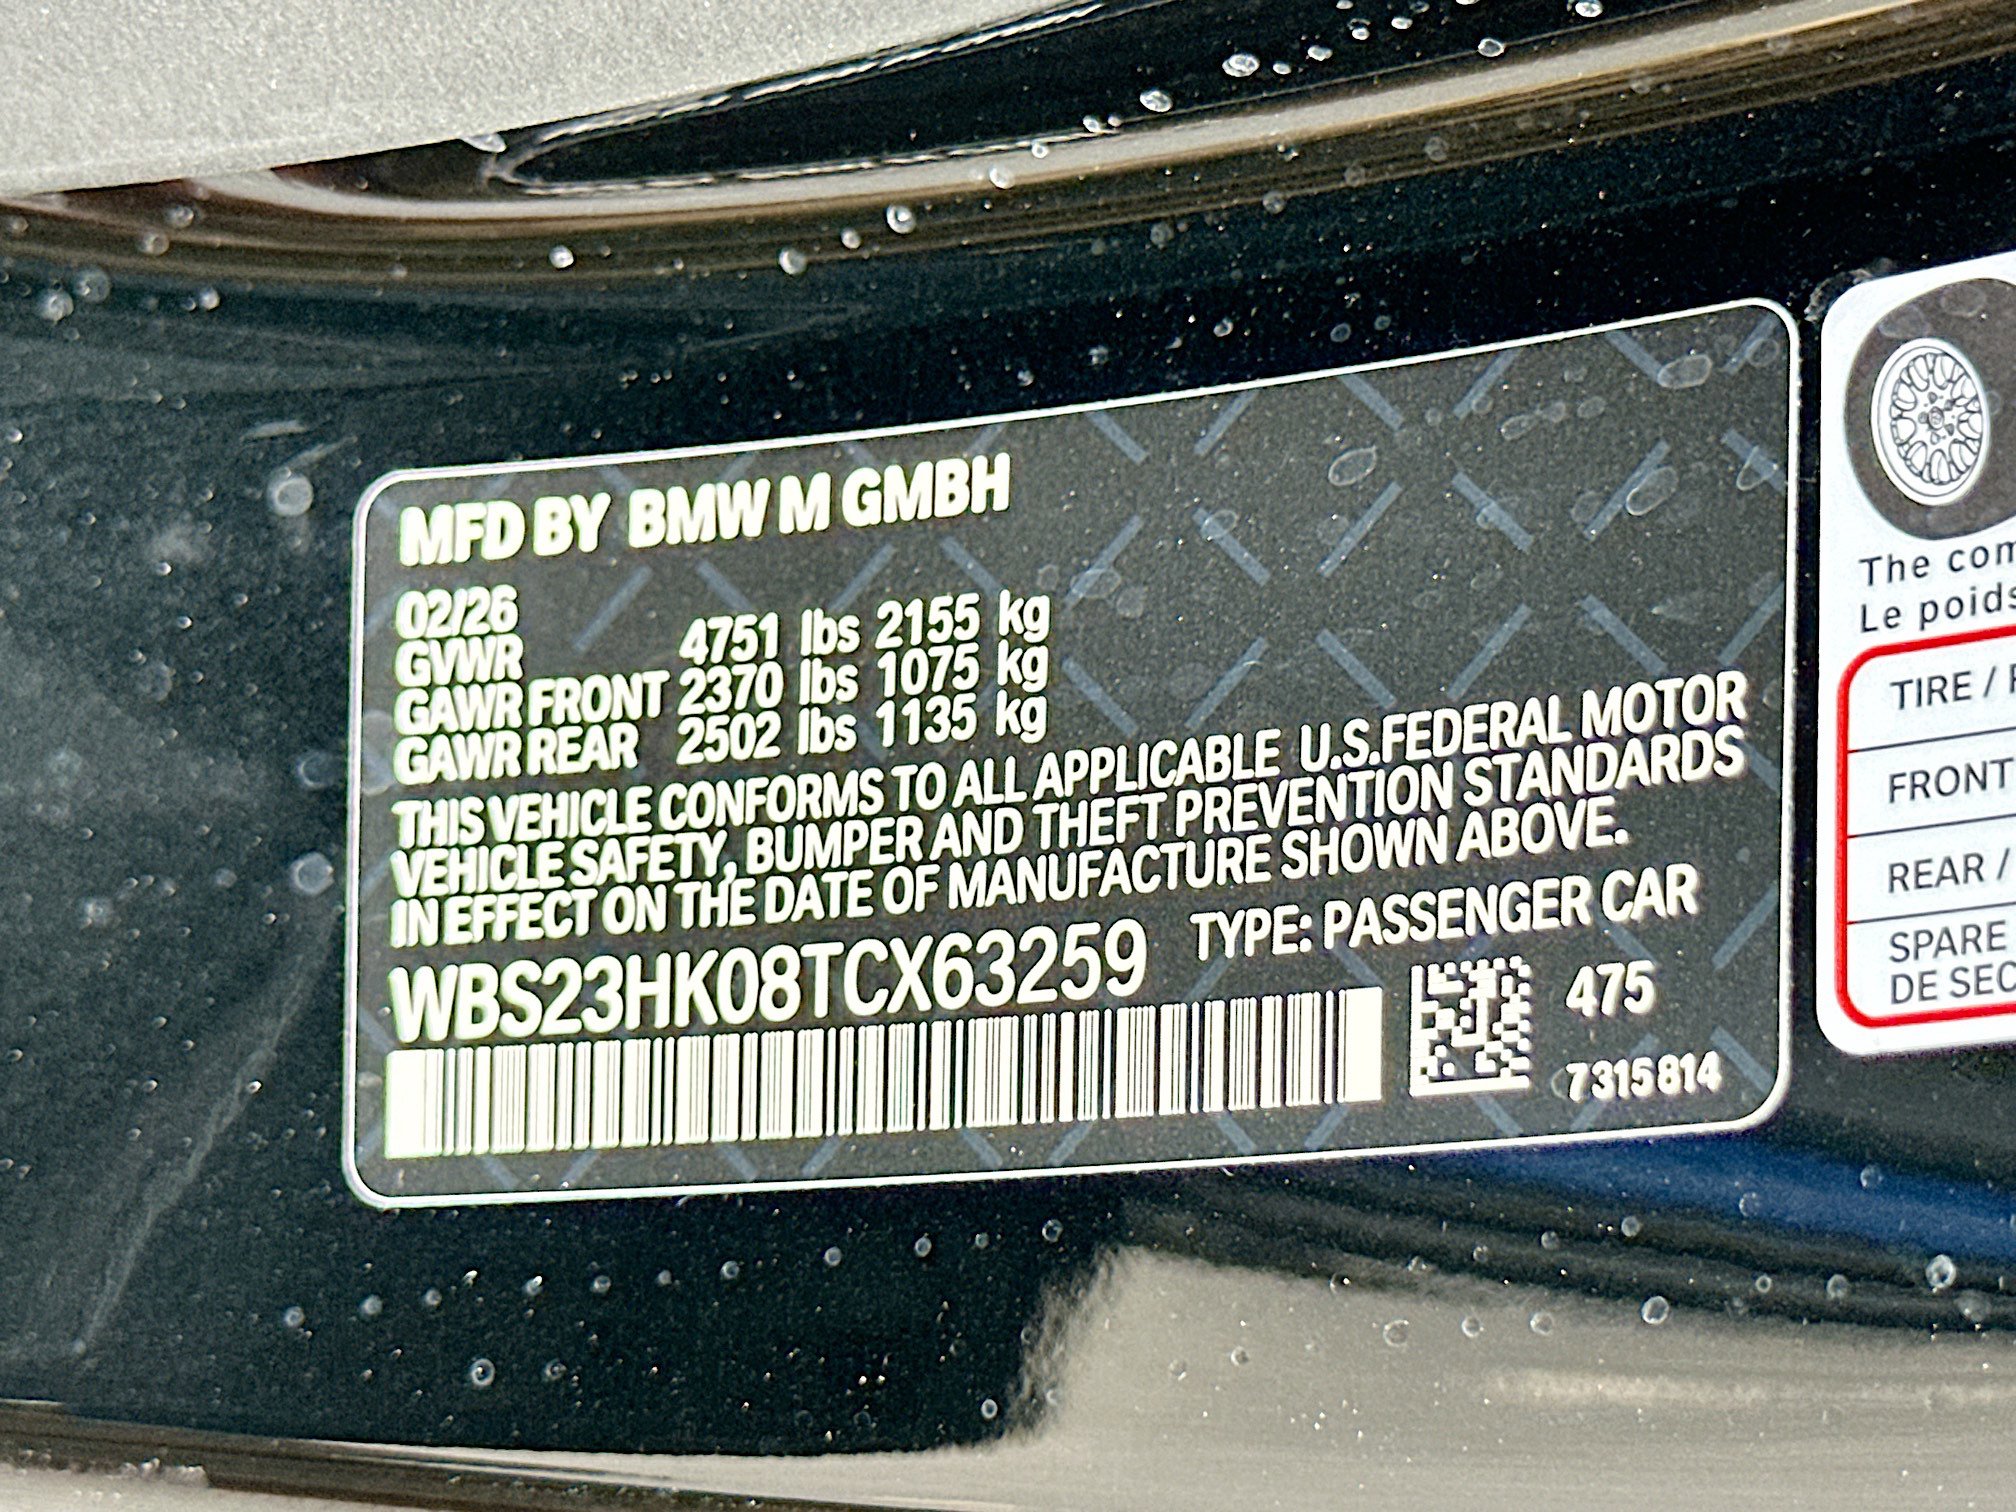 MFD BY BMW M GMBH
02/26
GVWR 4751 lbs 2155 kg
GAWR FRONT 2370 lbs 1075 kg
GAWR REAR 2502 lbs 1135 kg
THIS VEHICLE CONFORMS TO ALL APPLICABLE U.S.FEDERAL MOTOR
VEHICLE SAFETY, BUMPER AND THEFT PREVENTION STANDARDS
IN EFFECT ON THE DATE OF MANUFACTURE SHOWN ABOVE.
WBS23HK08TCX63259 TYPE: PASSENGER CAR
475
7315814
The com
Le poids
TIRE /
FRONT
REAR /
SPARE
DE SEC